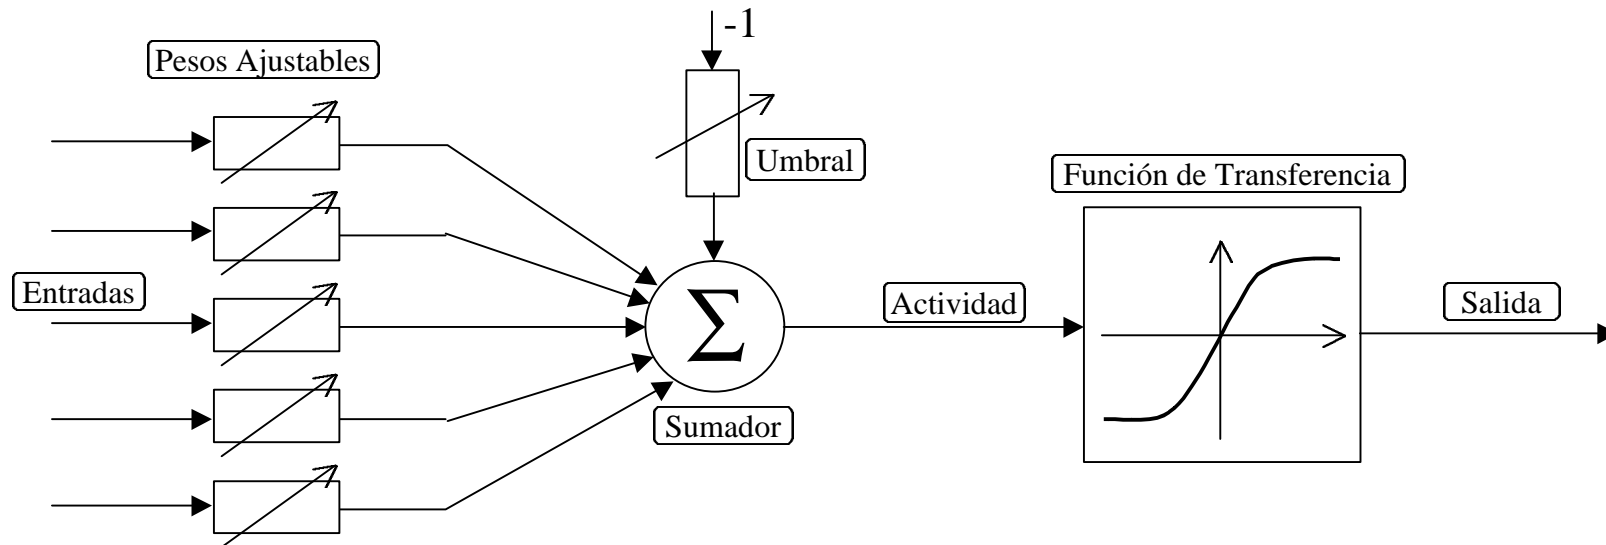 -1
Pesos Ajustables
Umbral
Función de Transferencia
Entradas
Σ
Actividad
Salida
Sumador